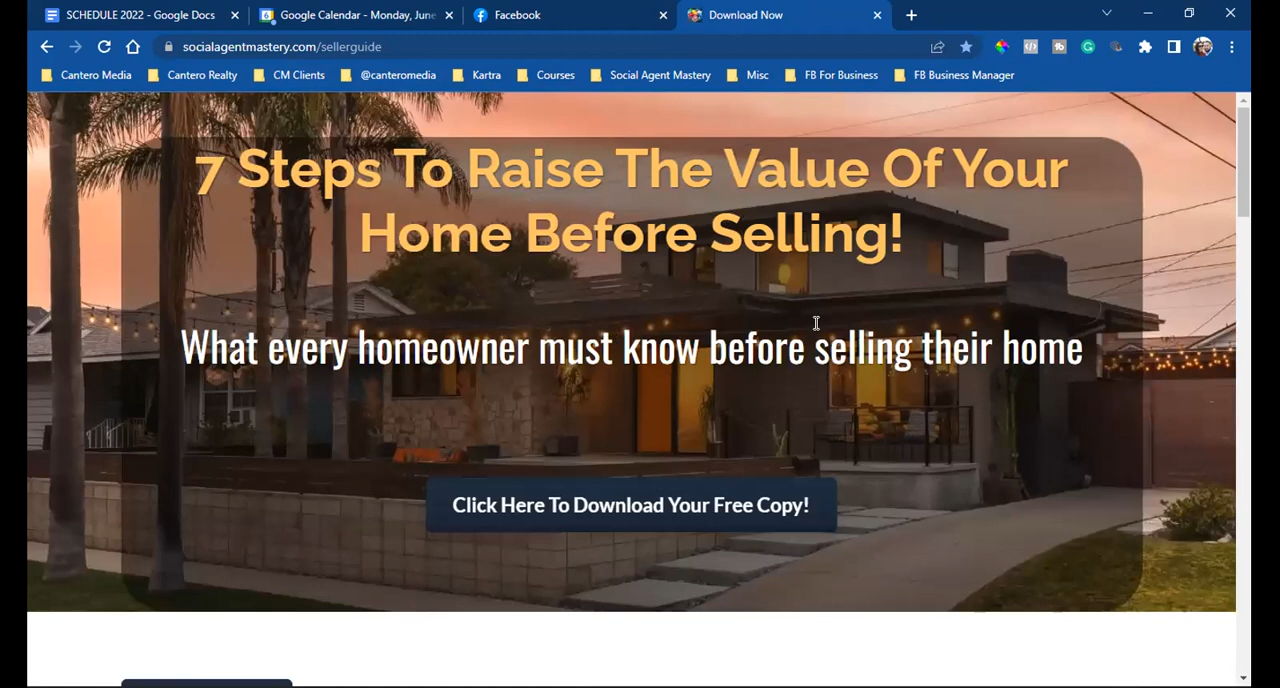 SCHEDULE 2022 - Google Docs
Google Calendar - Monday, June
Facebook
Download Now
socialagentmastery.com/sellerguide
Cantero Media
Cantero Realty
CM Clients
@canteromedia
Kartra
Courses
Social Agent Mastery
Misc
FB For Business
FB Business Manager
7 Steps To Raise The Value Of Your
Home Before Selling!
What every homeowner must know before selling their home
Click Here To Download Your Free Copy!